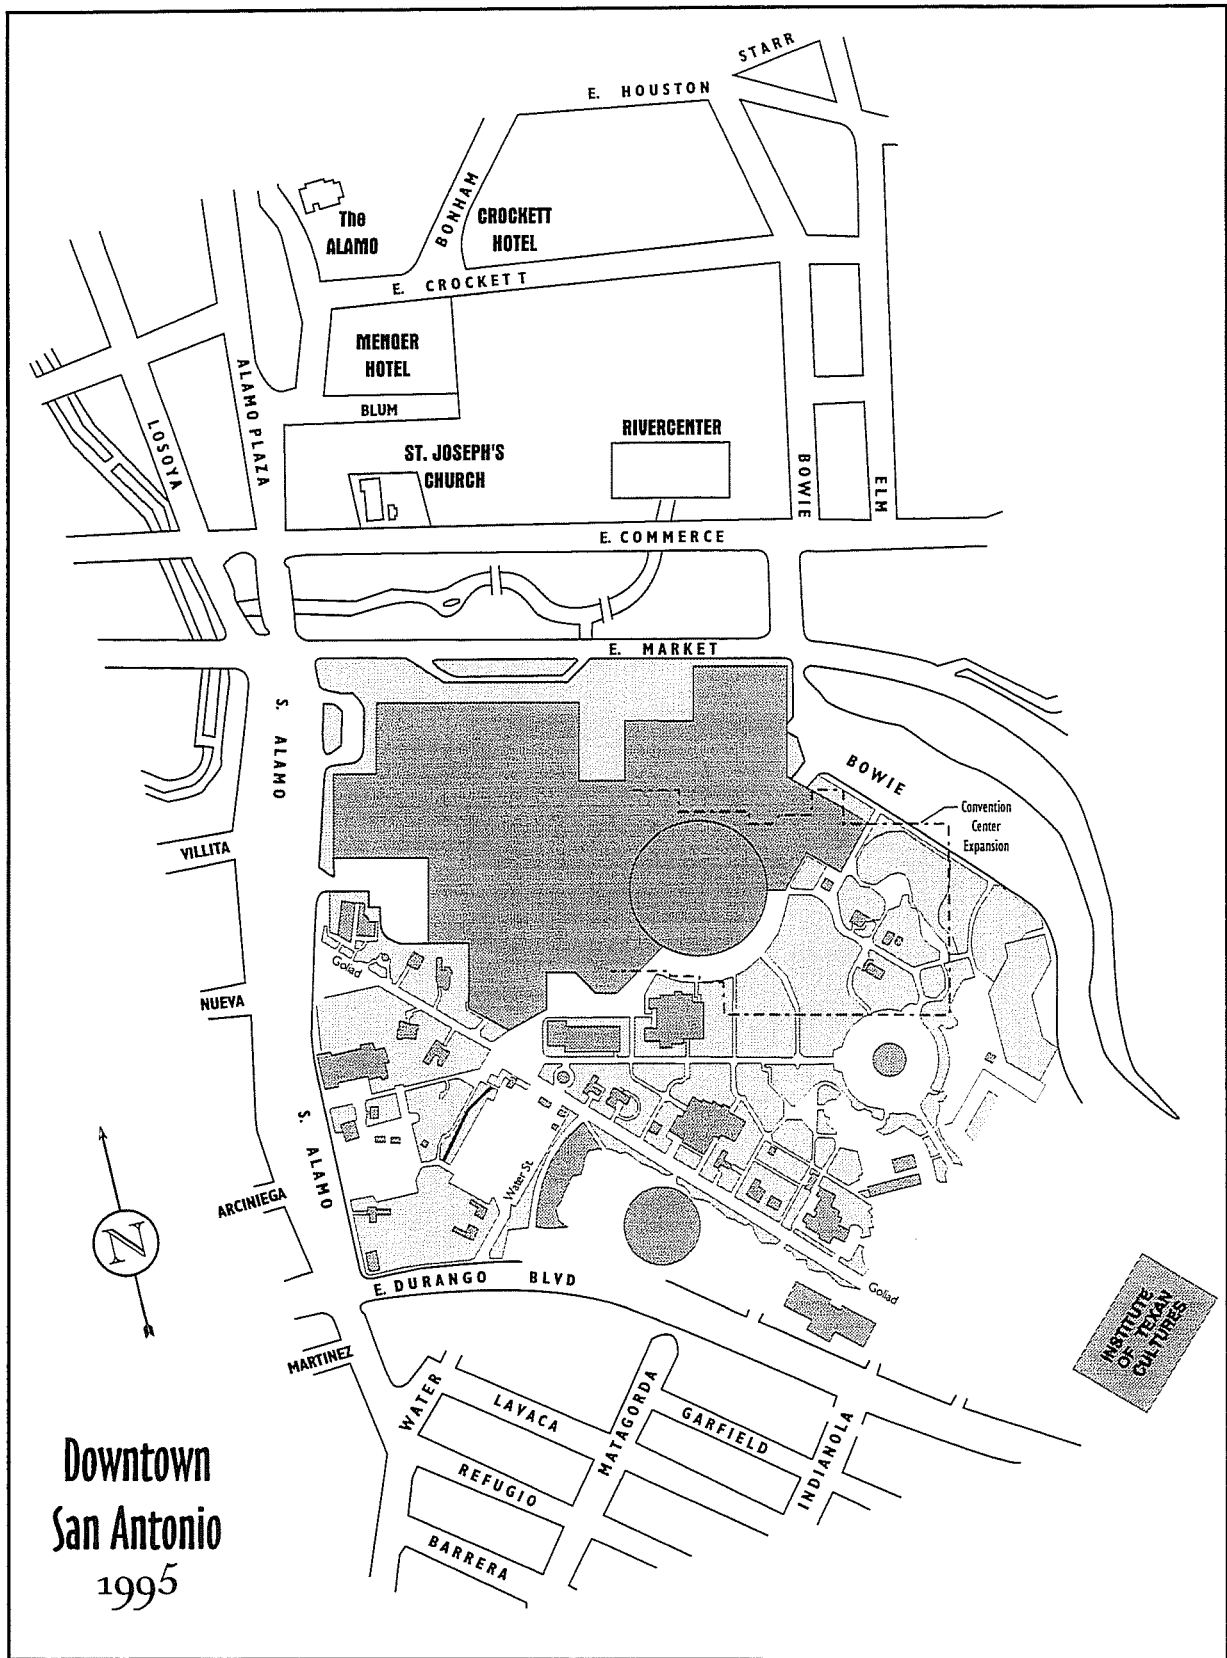 STARR
E. HOUSTON
BONHAM
The
ALAMO
CROCKETT
HOTEL
E. CROCKETT
MENGER
HOTEL
BLUM
ALAMO PLAZA
LOSOYA
ST. JOSEPH'S
CHURCH
RIVERCENTER
BOWIE
ELM
E. COMMERCE
E. MARKET
S. ALAMO
BOWIE
Convention
Center
Expansion
VILLITA
Goliad
NUEVA
S. ALAMO
Water St
ARCINIEGA
N
E. DURANGO BLVD
Goliad
INSTITUTE
OF TEXAN
CULTURES
MARTINEZ
WATER
LAVACA
MATAGORDA
GARFIELD
INDIANOLA
REFUGIO
BARRERA
Downtown
San Antonio
1995